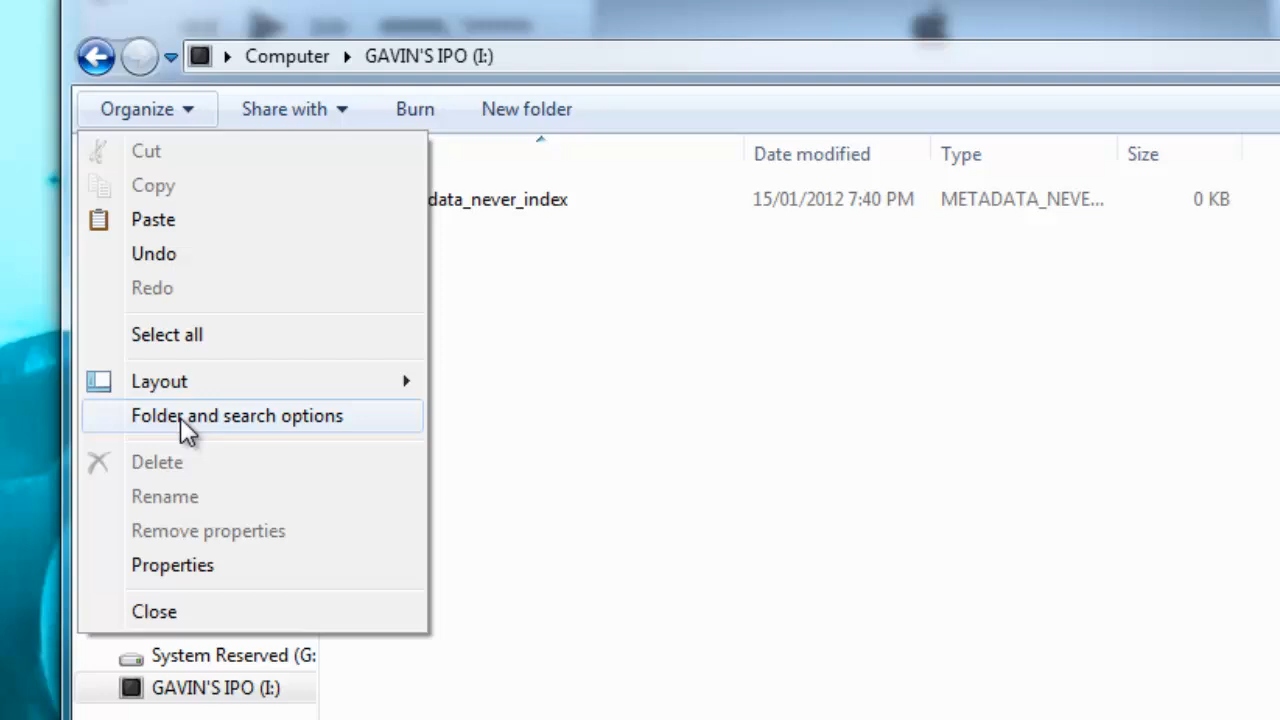 Computer GAVIN'S IPO (I:)
Organize Share with Burn New folder
Cut
Copy
Paste
Undo
Redo
Select all
Layout
Folder and search options
Delete
Rename
Remove properties
Properties
Close
Date modified Type Size
data_never_index 15/01/2012 7:40 PM METADATA_NEVE... 0 KB
System Reserved (G:
GAVIN'S IPO (I:)